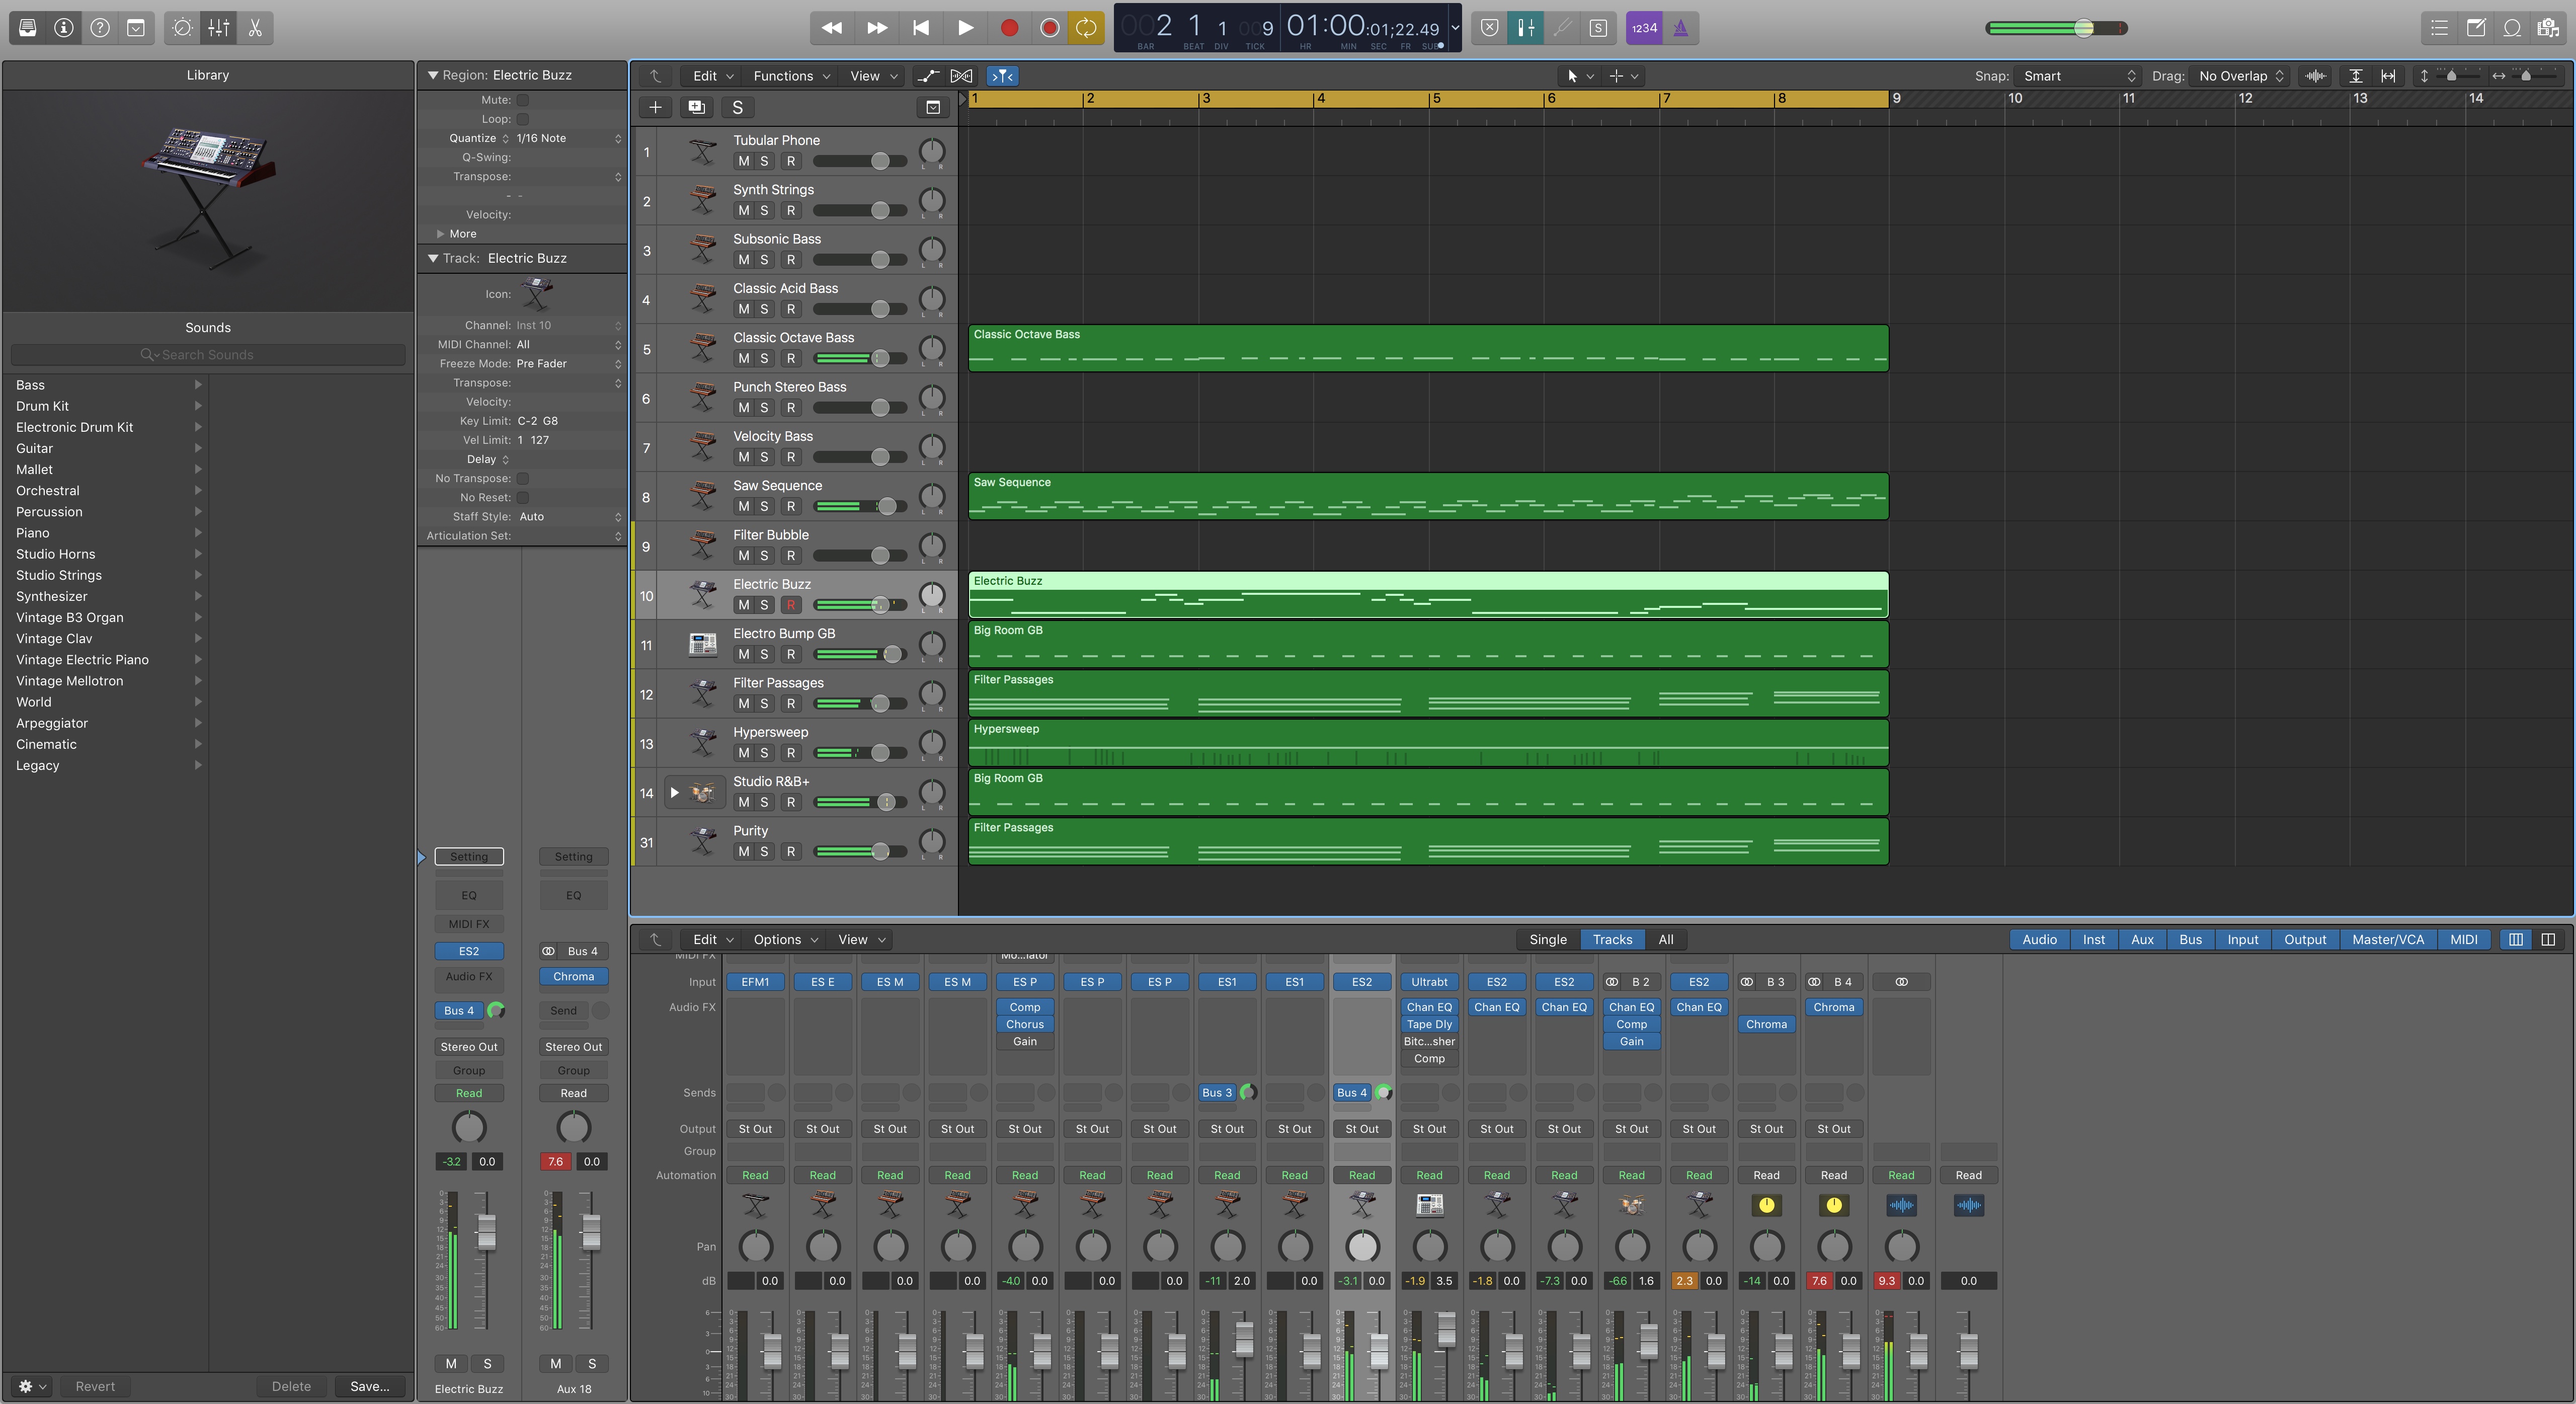 002 1 1 009 01:00:01;22.49
BAR BEAT DIV TICK HR MIN SEC FR SUB
S
1234
Library
Sounds
Search Sounds
Bass
Drum Kit
Electronic Drum Kit
Guitar
Mallet
Orchestral
Percussion
Piano
Studio Horns
Studio Strings
Synthesizer
Vintage B3 Organ
Vintage Clav
Vintage Electric Piano
Vintage Mellotron
World
Arpeggiator
Cinematic
Legacy
Revert Delete Save...
Region: Electric Buzz
Mute:
Loop:
Quantize 1/16 Note
Q-Swing:
Transpose:
- -
Velocity:
More
Track: Electric Buzz
Icon:
Channel: Inst 10
MIDI Channel: All
Freeze Mode: Pre Fader
Transpose:
Velocity:
Key Limit: C-2 G8
Vel Limit: 1 127
Delay
No Transpose:
No Reset:
Staff Style: Auto
Articulation Set:
Setting Setting
EQ EQ
MIDI FX
ES2 Bus 4
Audio FX Chroma
Bus 4 Send
Stereo Out Stereo Out
Group Group
Read Read
-3.2 0.0 7.6 0.0
M S M S
Electric Buzz Aux 18
Edit Functions View Snap: Smart Drag: No Overlap
S
1 2 3 4 5 6 7 8 9 10 11 12 13 14
1 Tubular Phone
M S R L R
2 Synth Strings
M S R L R
3 Subsonic Bass
M S R L R
4 Classic Acid Bass
M S R L R
5 Classic Octave Bass
M S R L R
Classic Octave Bass
6 Punch Stereo Bass
M S R L R
7 Velocity Bass
M S R L R
8 Saw Sequence
M S R L R
Saw Sequence
9 Filter Bubble
M S R L R
10 Electric Buzz
M S R L R
Electric Buzz
11 Electro Bump GB
M S R L R
Big Room GB
12 Filter Passages
M S R L R
Filter Passages
13 Hypersweep
M S R L R
Hypersweep
14 Studio R&B+
M S R L R
Big Room GB
31 Purity
M S R L R
Filter Passages
Edit Options View Single Tracks All Audio Inst Aux Bus Input Output Master/VCA MIDI
MIDI FX Mo...lator
Input EFM1 ES E ES M ES M ES P ES P ES P ES1 ES1 ES2 Ultrabt ES2 ES2 B 2 ES2 B 3 B 4
Audio FX Comp Chan EQ Chan EQ Chan EQ Chan EQ Chan EQ Chroma
Chorus Tape Dly Comp Chroma
Gain Bitc...sher Gain
Comp
Sends Bus 3 Bus 4
Output St Out St Out St Out St Out St Out St Out St Out St Out St Out St Out St Out St Out St Out St Out St Out St Out St Out
Group
Automation Read Read Read Read Read Read Read Read Read Read Read Read Read Read Read Read Read Read Read
Pan
dB 0.0 0.0 0.0 0.0 -4.0 0.0 0.0 0.0 -11 2.0 0.0 -3.1 0.0 -1.9 3.5 -1.8 0.0 -7.3 0.0 -6.6 1.6 2.3 0.0 -14 0.0 7.6 0.0 9.3 0.0 0.0